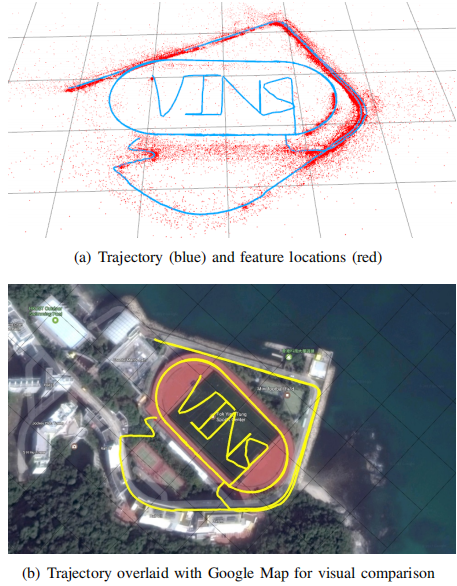 VINS
(a) Trajectory (blue) and feature locations (red)
VINS
(b) Trajectory overlaid with Google Map for visual comparison